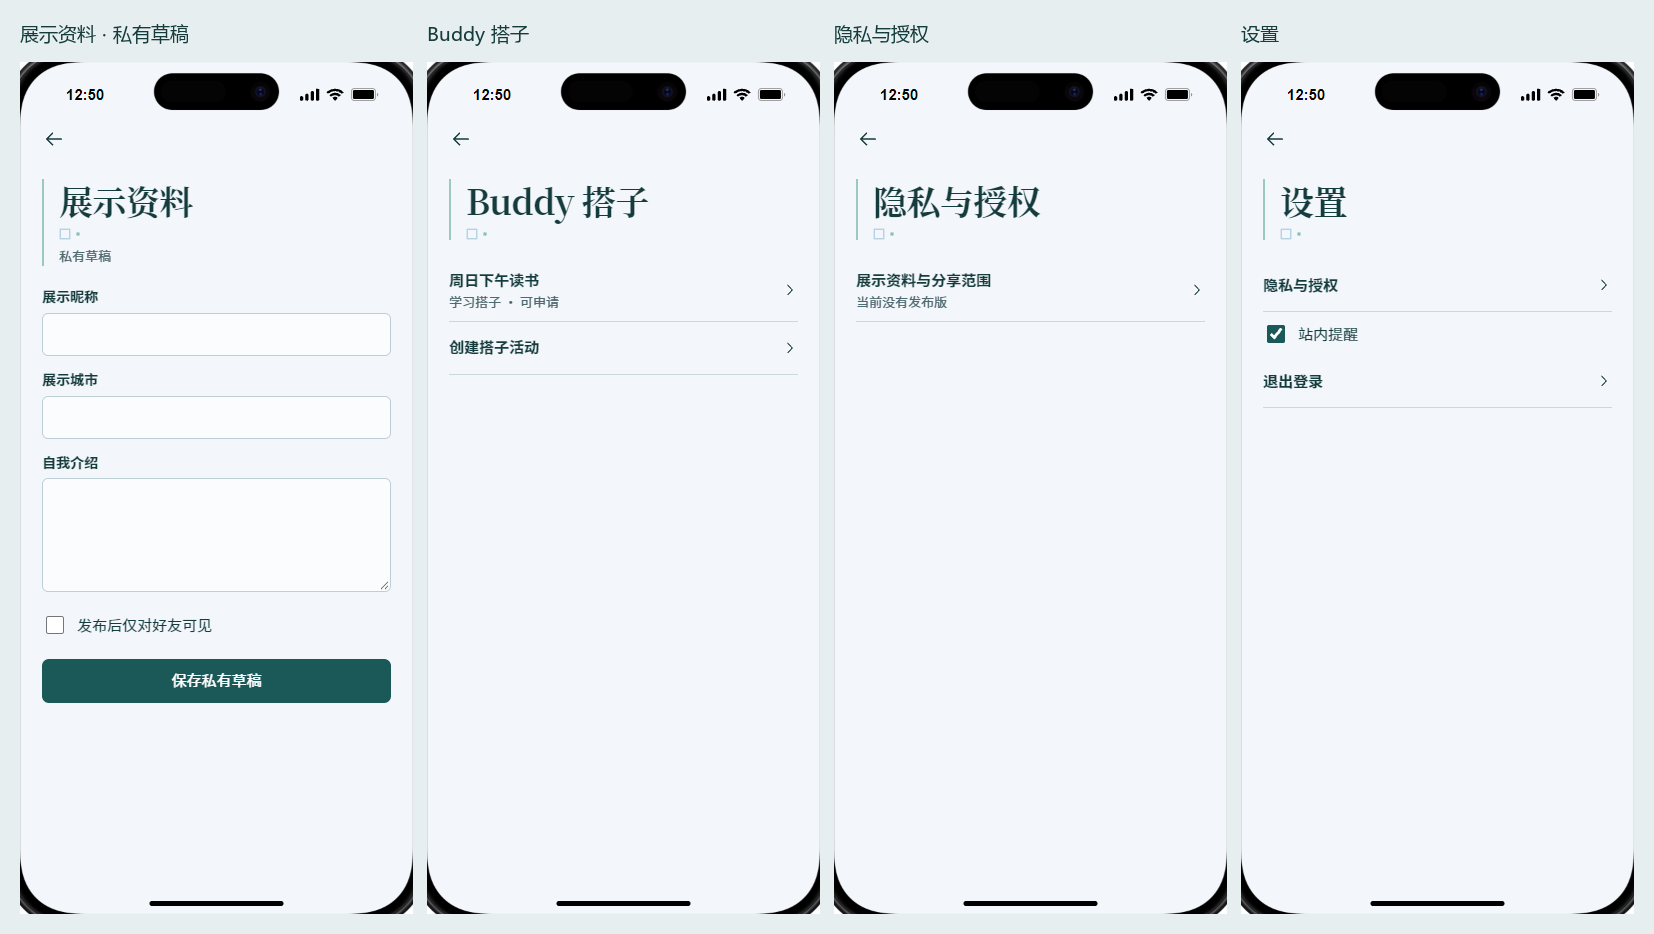 展示资料 · 私有草稿
12:50
展示资料
私有草稿
展示昵称
展示城市
自我介绍
发布后仅对好友可见
保存私有草稿
Buddy 搭子
12:50
Buddy 搭子
周日下午读书
学习搭子 · 可申请
创建搭子活动
隐私与授权
12:50
隐私与授权
展示资料与分享范围
当前没有发布版
设置
12:50
设置
隐私与授权
站内提醒
退出登录